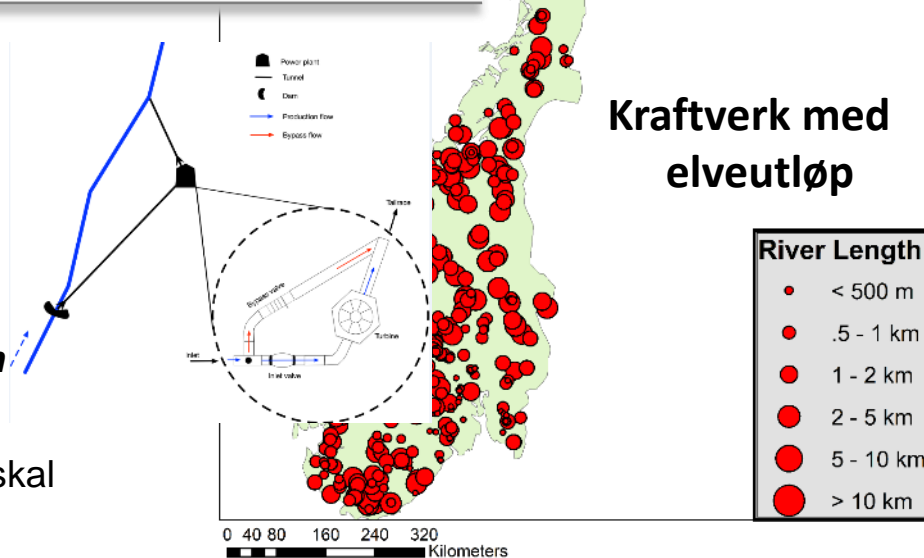 Power plant
Tunnel
Dam
Production flow
Bypass flow
Kraftverk med
elveutløp
Tail race
Bypass valve
Turbine
Inlet
Inlet valve
River Length
< 500 m
.5 - 1 km
1 - 2 km
2 - 5 km
5 - 10 km
> 10 km
skal
0 40 80 160 240 320
Kilometers